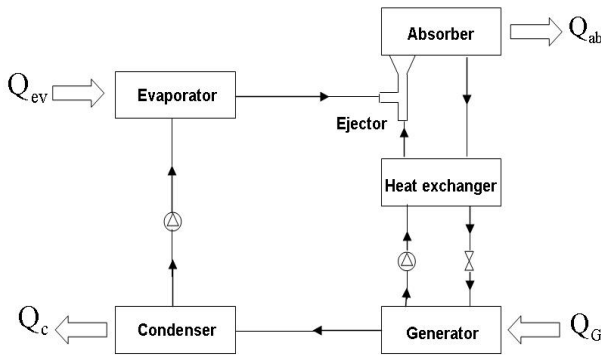 Absorber
Qab
Qev
Evaporator
Ejector
Heat exchanger
Qc
Condenser
Generator
QG